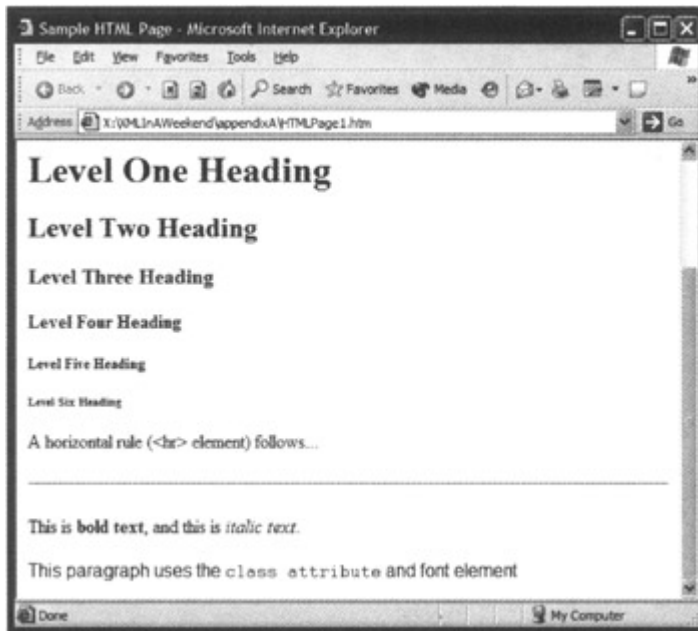 Sample HTML Page - Microsoft Internet Explorer
File Edit View Favorites Tools Help
Back Search Favorites Media »
Address X:\XMLInAWeekend\appendixA\HTMLPage1.htm Go
Level One Heading
Level Two Heading
Level Three Heading
Level Four Heading
Level Five Heading
Level Six Heading
A horizontal rule (<hr> element) follows...
This is bold text, and this is italic text.
This paragraph uses the class attribute and font element
Done My Computer